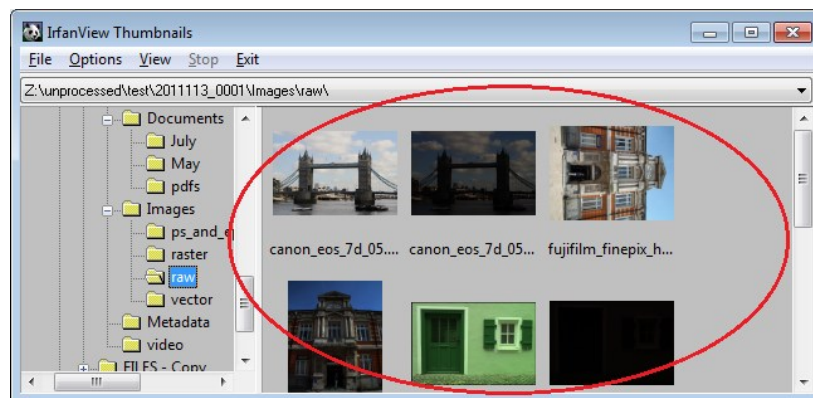 IrfanView Thumbnails
File Options View Stop Exit
Z:\unprocessed\test\2011113_0001\Images\raw\
Documents
July
May
pdfs
Images
ps_and_e
raster
raw
vector
Metadata
video
FILES - Copy
canon_eos_7d_05.... canon_eos_7d_05... fujifilm_finepix_h...